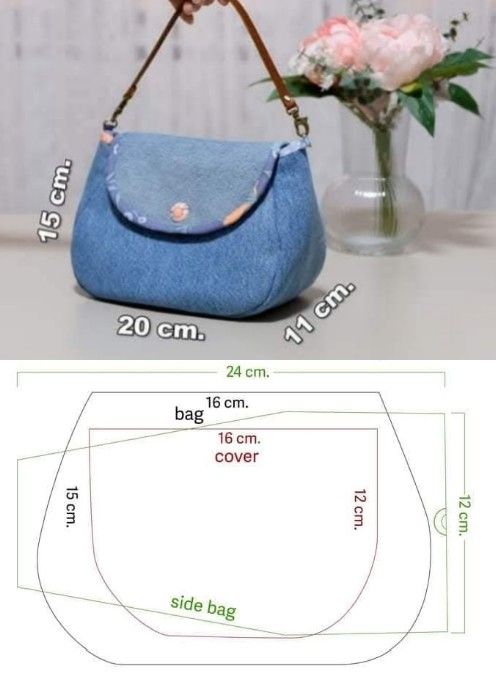 15 cm.
20 cm.
11 cm.
24 cm.
16 cm.
bag
16 cm.
cover
15 cm.
12 cm.
12 cm.
side bag